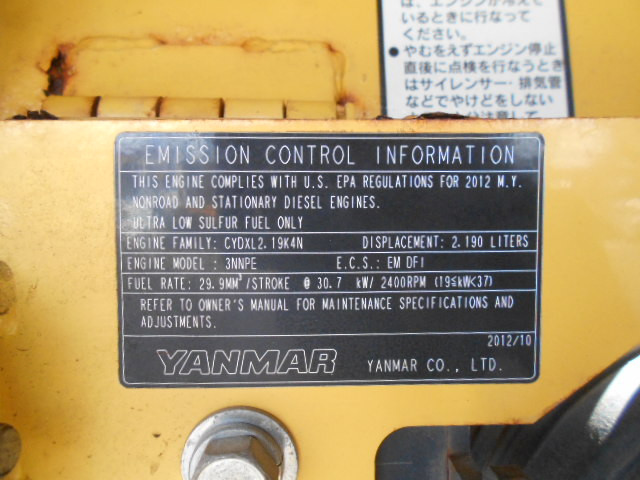 は、エンジンが冷えて
いるときに行なって
ください。
●やむをえずエンジン停止
直後に点検を行なうとき
はサイレンサー・排気管
などでやけどをしない
EMISSION CONTROL INFORMATION
THIS ENGINE COMPLIES WITH U.S. EPA REGULATIONS FOR 2012 M.Y.
NONROAD AND STATIONARY DIESEL ENGINES.
ULTRA LOW SULFUR FUEL ONLY
ENGINE FAMILY: CYDXL2.19K4N DISPLACEMENT: 2.190 LITERS
ENGINE MODEL: 3NNPE E.C.S.: EM DFI
FUEL RATE: 29.9MM³/STROKE @ 30.7 kW/ 2400RPM (19≦kW<37)
REFER TO OWNER'S MANUAL FOR MAINTENANCE SPECIFICATIONS AND
ADJUSTMENTS.
2012/10
YANMAR YANMAR CO., LTD.